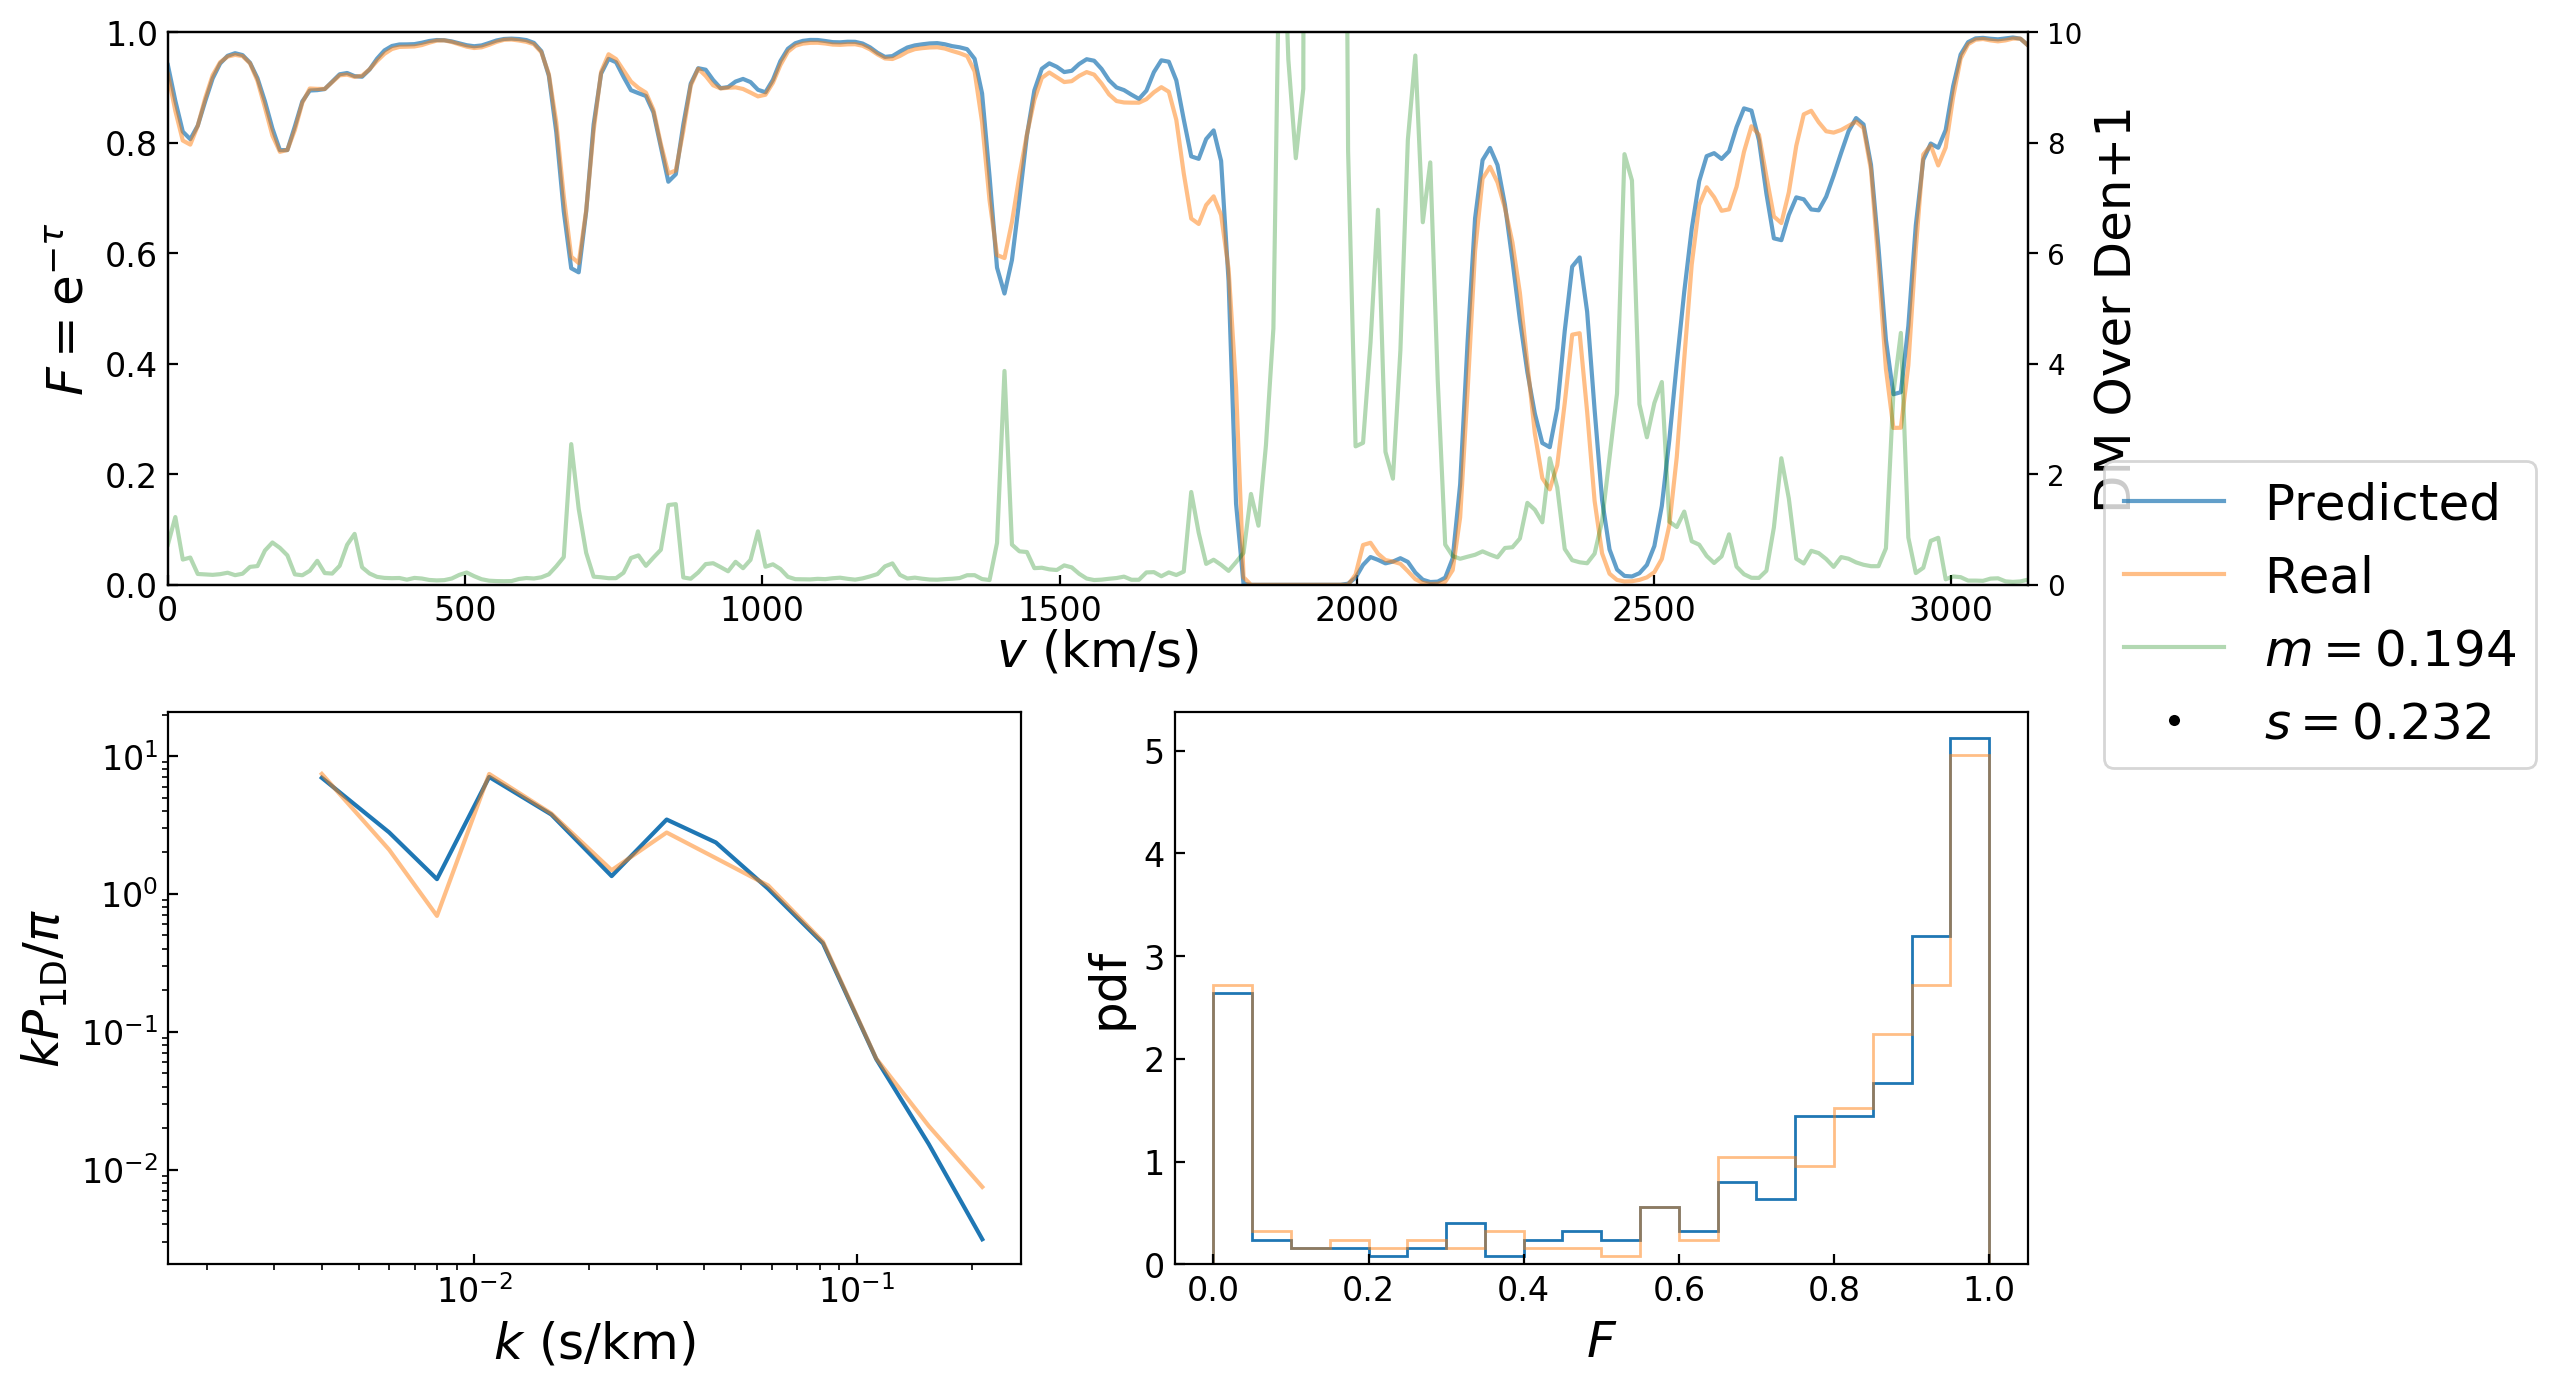 1.0
0.8
0.6
0.4
0.2
0.0
F = e^{−τ}
10
8
6
4
2
0
DM Over Den+1
0 500 1000 1500 2000 2500 3000
v (km/s)
Predicted
Real
m = 0.194
s = 0.232
10^1
10^0
10^{−1}
10^{−2}
kP_{1D}/π
10^{−2} 10^{−1}
k (s/km)
5
4
3
2
1
0
pdf
0.0 0.2 0.4 0.6 0.8 1.0
F